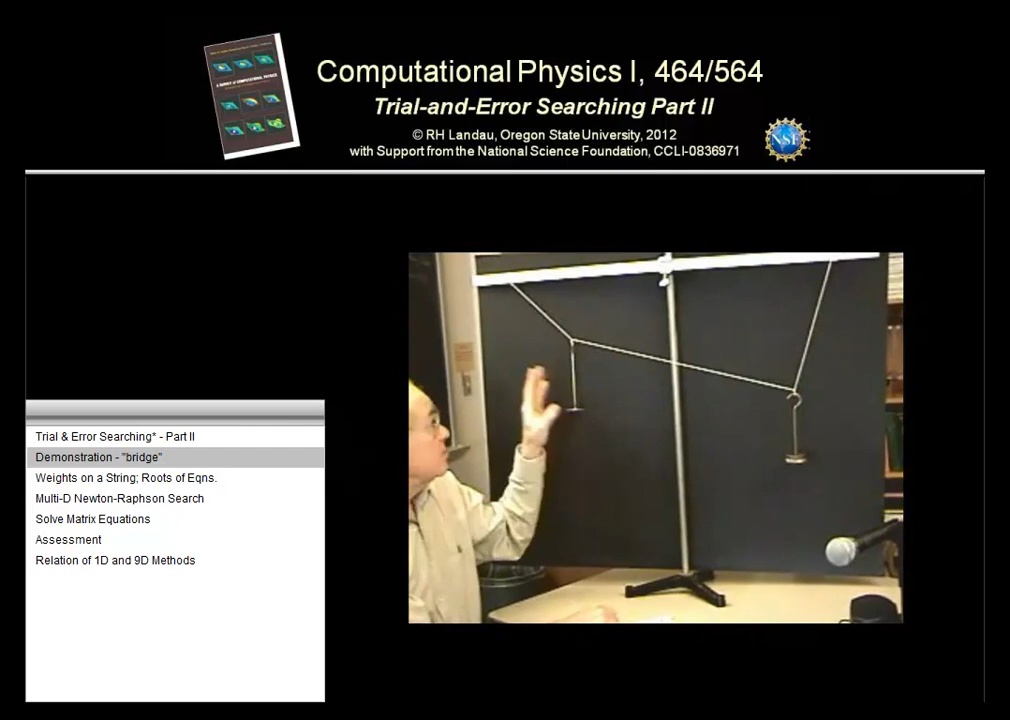 Computational Physics I, 464/564
Trial-and-Error Searching Part II
© RH Landau, Oregon State University, 2012
with Support from the National Science Foundation, CCLI-0836971
NSF
Trial & Error Searching* - Part II
Demonstration - "bridge"
Weights on a String; Roots of Eqns.
Multi-D Newton-Raphson Search
Solve Matrix Equations
Assessment
Relation of 1D and 9D Methods